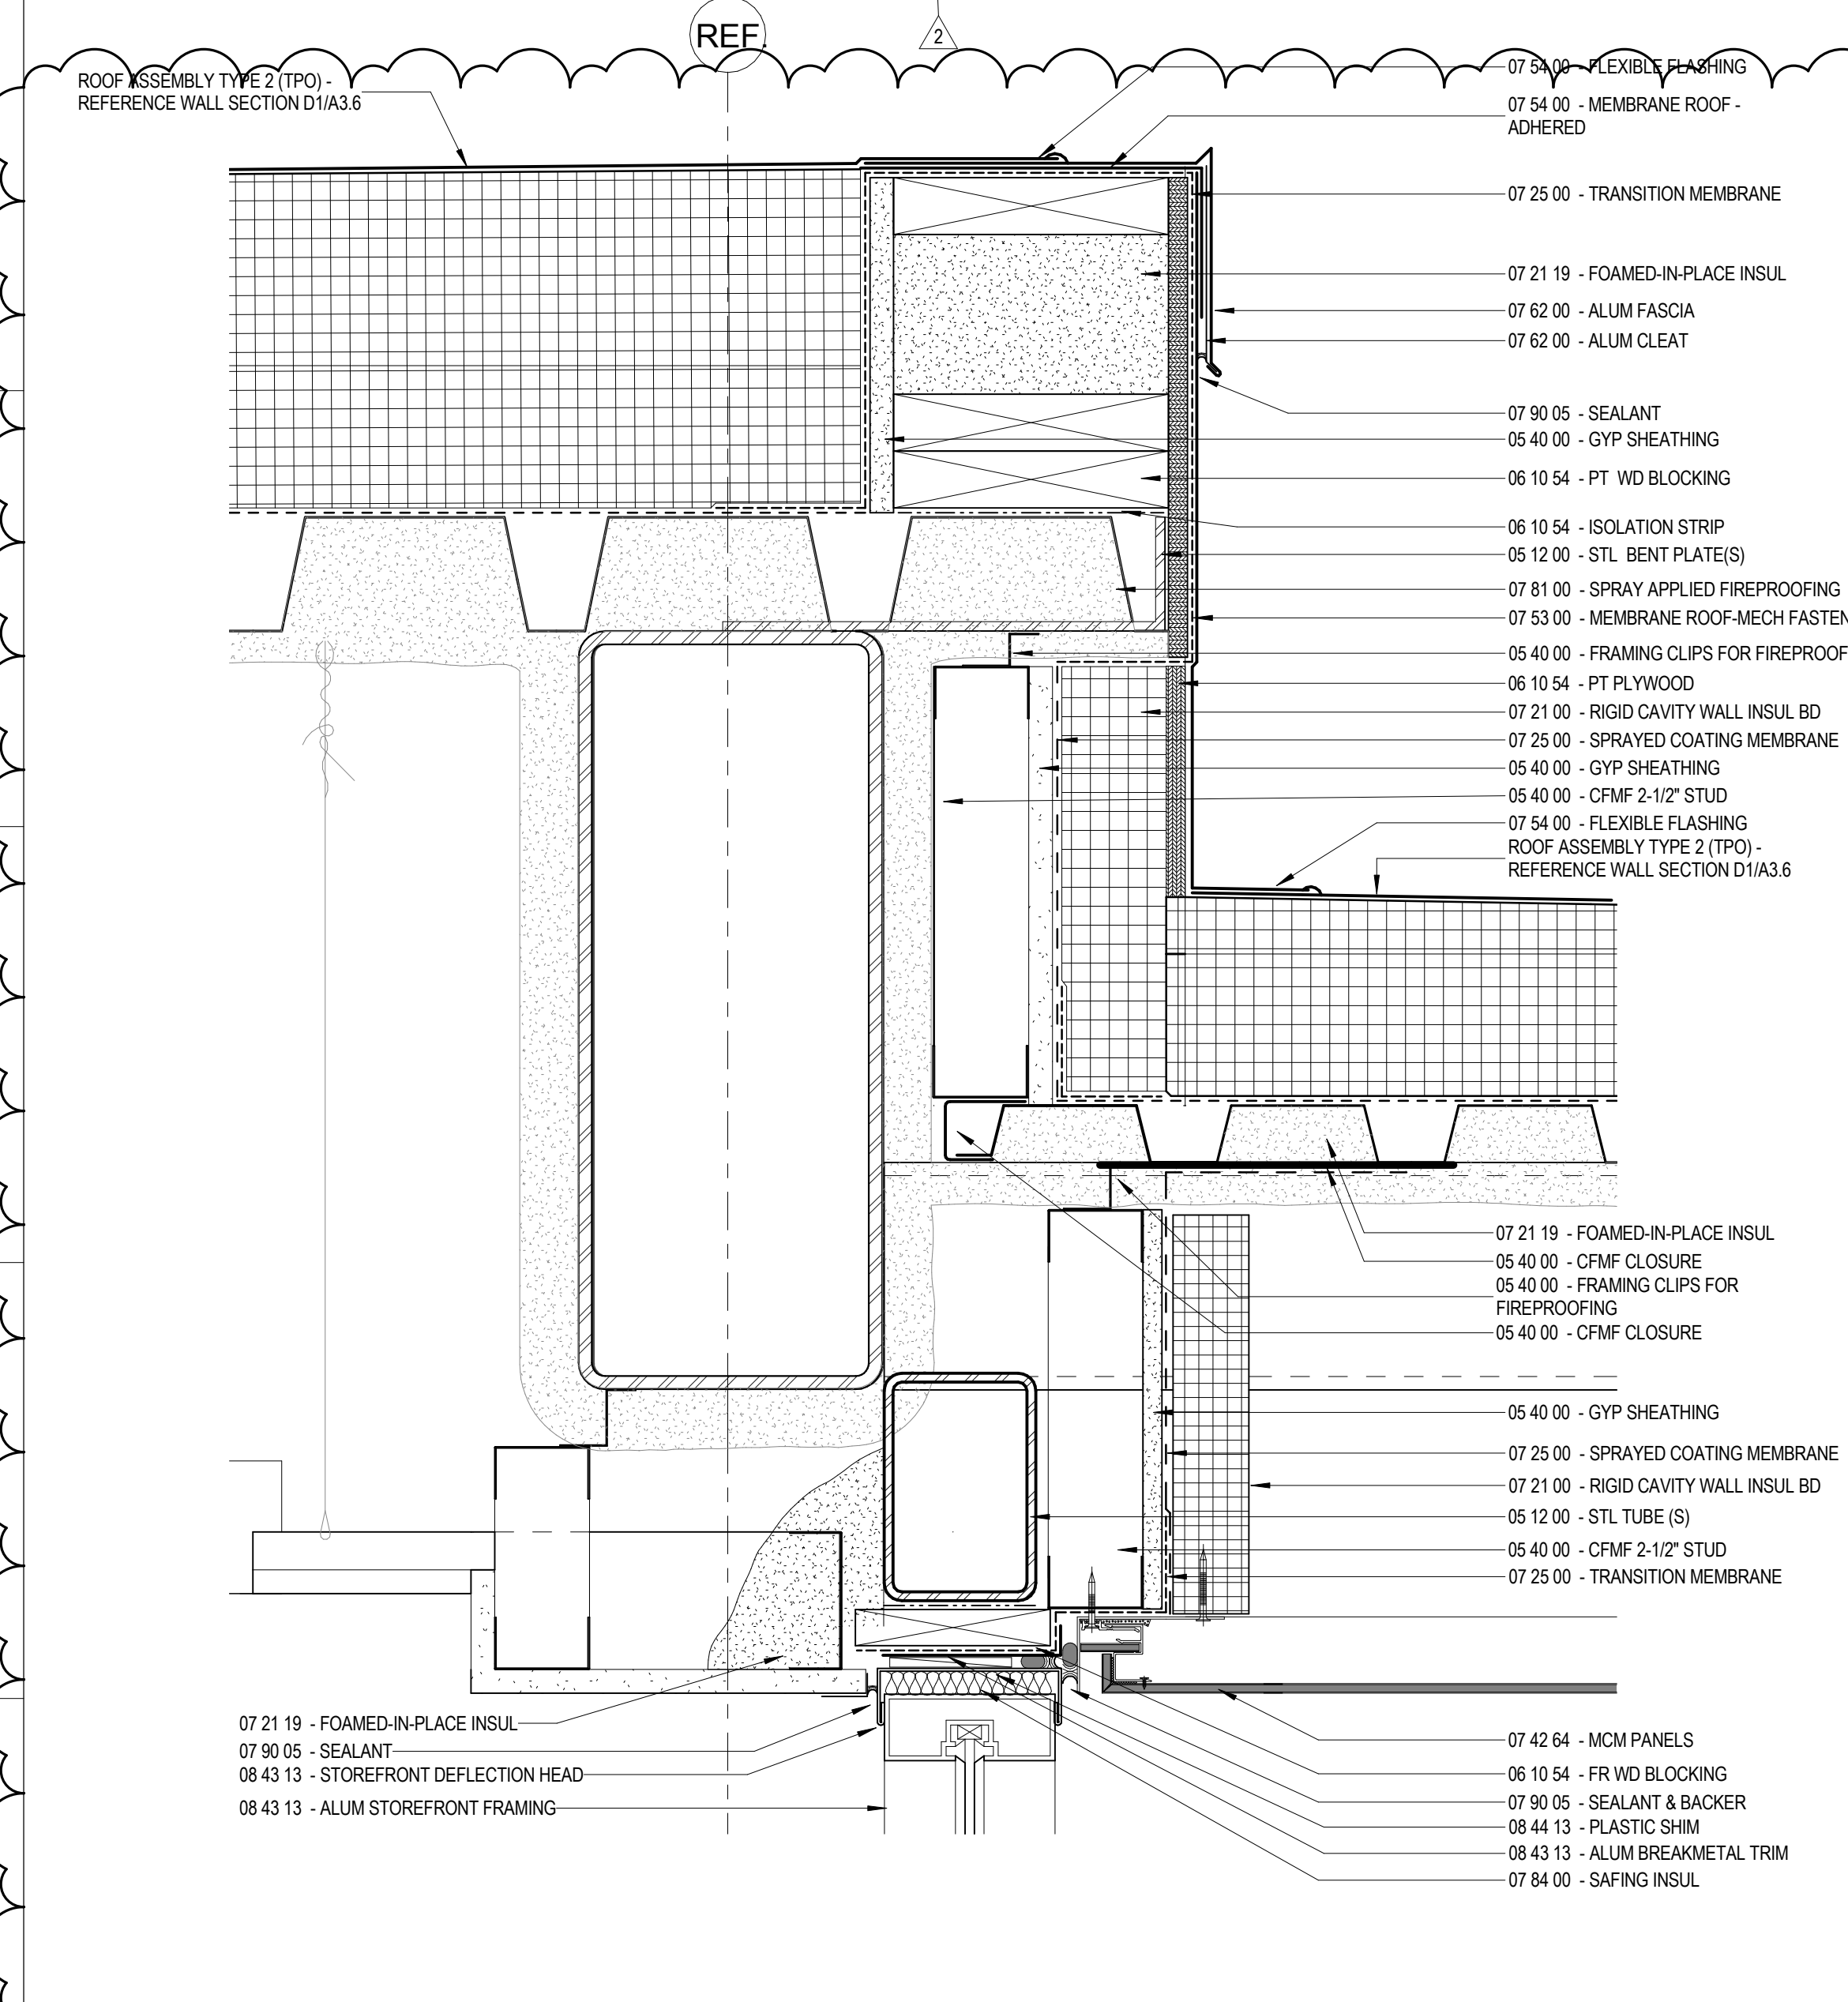 REF.
2
ROOF ASSEMBLY TYPE 2 (TPO) -
REFERENCE WALL SECTION D1/A3.6
07 54 00 - FLEXIBLE FLASHING
07 54 00 - MEMBRANE ROOF -
ADHERED
07 25 00 - TRANSITION MEMBRANE
07 21 19 - FOAMED-IN-PLACE INSUL
07 62 00 - ALUM FASCIA
07 62 00 - ALUM CLEAT
07 90 05 - SEALANT
05 40 00 - GYP SHEATHING
06 10 54 - PT WD BLOCKING
06 10 54 - ISOLATION STRIP
05 12 00 - STL BENT PLATE(S)
07 81 00 - SPRAY APPLIED FIREPROOFING
07 53 00 - MEMBRANE ROOF-MECH FASTEN
05 40 00 - FRAMING CLIPS FOR FIREPROOF
06 10 54 - PT PLYWOOD
07 21 00 - RIGID CAVITY WALL INSUL BD
07 25 00 - SPRAYED COATING MEMBRANE
05 40 00 - GYP SHEATHING
05 40 00 - CFMF 2-1/2" STUD
07 54 00 - FLEXIBLE FLASHING
ROOF ASSEMBLY TYPE 2 (TPO) -
REFERENCE WALL SECTION D1/A3.6
07 21 19 - FOAMED-IN-PLACE INSUL
05 40 00 - CFMF CLOSURE
05 40 00 - FRAMING CLIPS FOR
FIREPROOFING
05 40 00 - CFMF CLOSURE
05 40 00 - GYP SHEATHING
07 25 00 - SPRAYED COATING MEMBRANE
07 21 00 - RIGID CAVITY WALL INSUL BD
05 12 00 - STL TUBE (S)
05 40 00 - CFMF 2-1/2" STUD
07 25 00 - TRANSITION MEMBRANE
07 21 19 - FOAMED-IN-PLACE INSUL
07 90 05 - SEALANT
08 43 13 - STOREFRONT DEFLECTION HEAD
08 43 13 - ALUM STOREFRONT FRAMING
07 42 64 - MCM PANELS
06 10 54 - FR WD BLOCKING
07 90 05 - SEALANT & BACKER
08 44 13 - PLASTIC SHIM
08 43 13 - ALUM BREAKMETAL TRIM
07 84 00 - SAFING INSUL